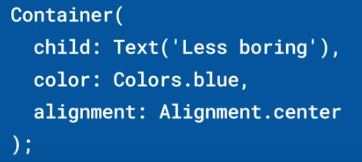 Container(
child: Text('Less boring'),
color: Colors.blue,
alignment: Alignment.center
);